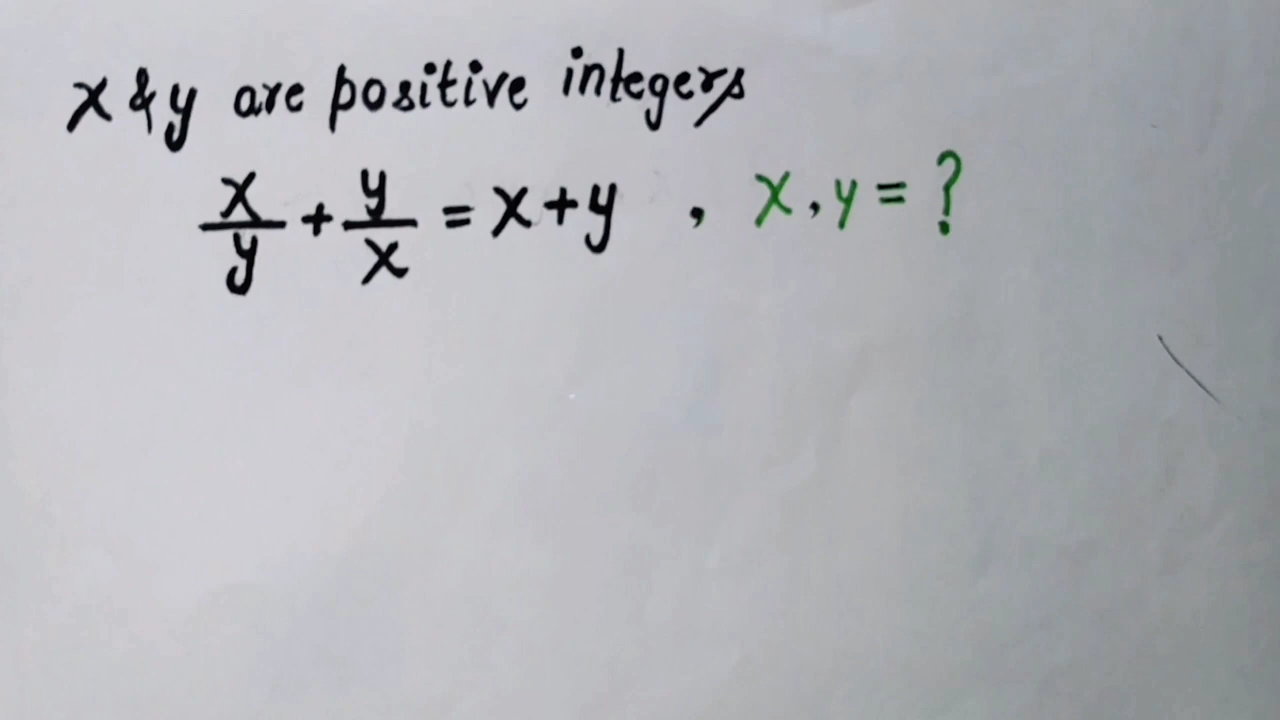 x & y are positive integers
x/y + y/x = x + y , x, y = ?